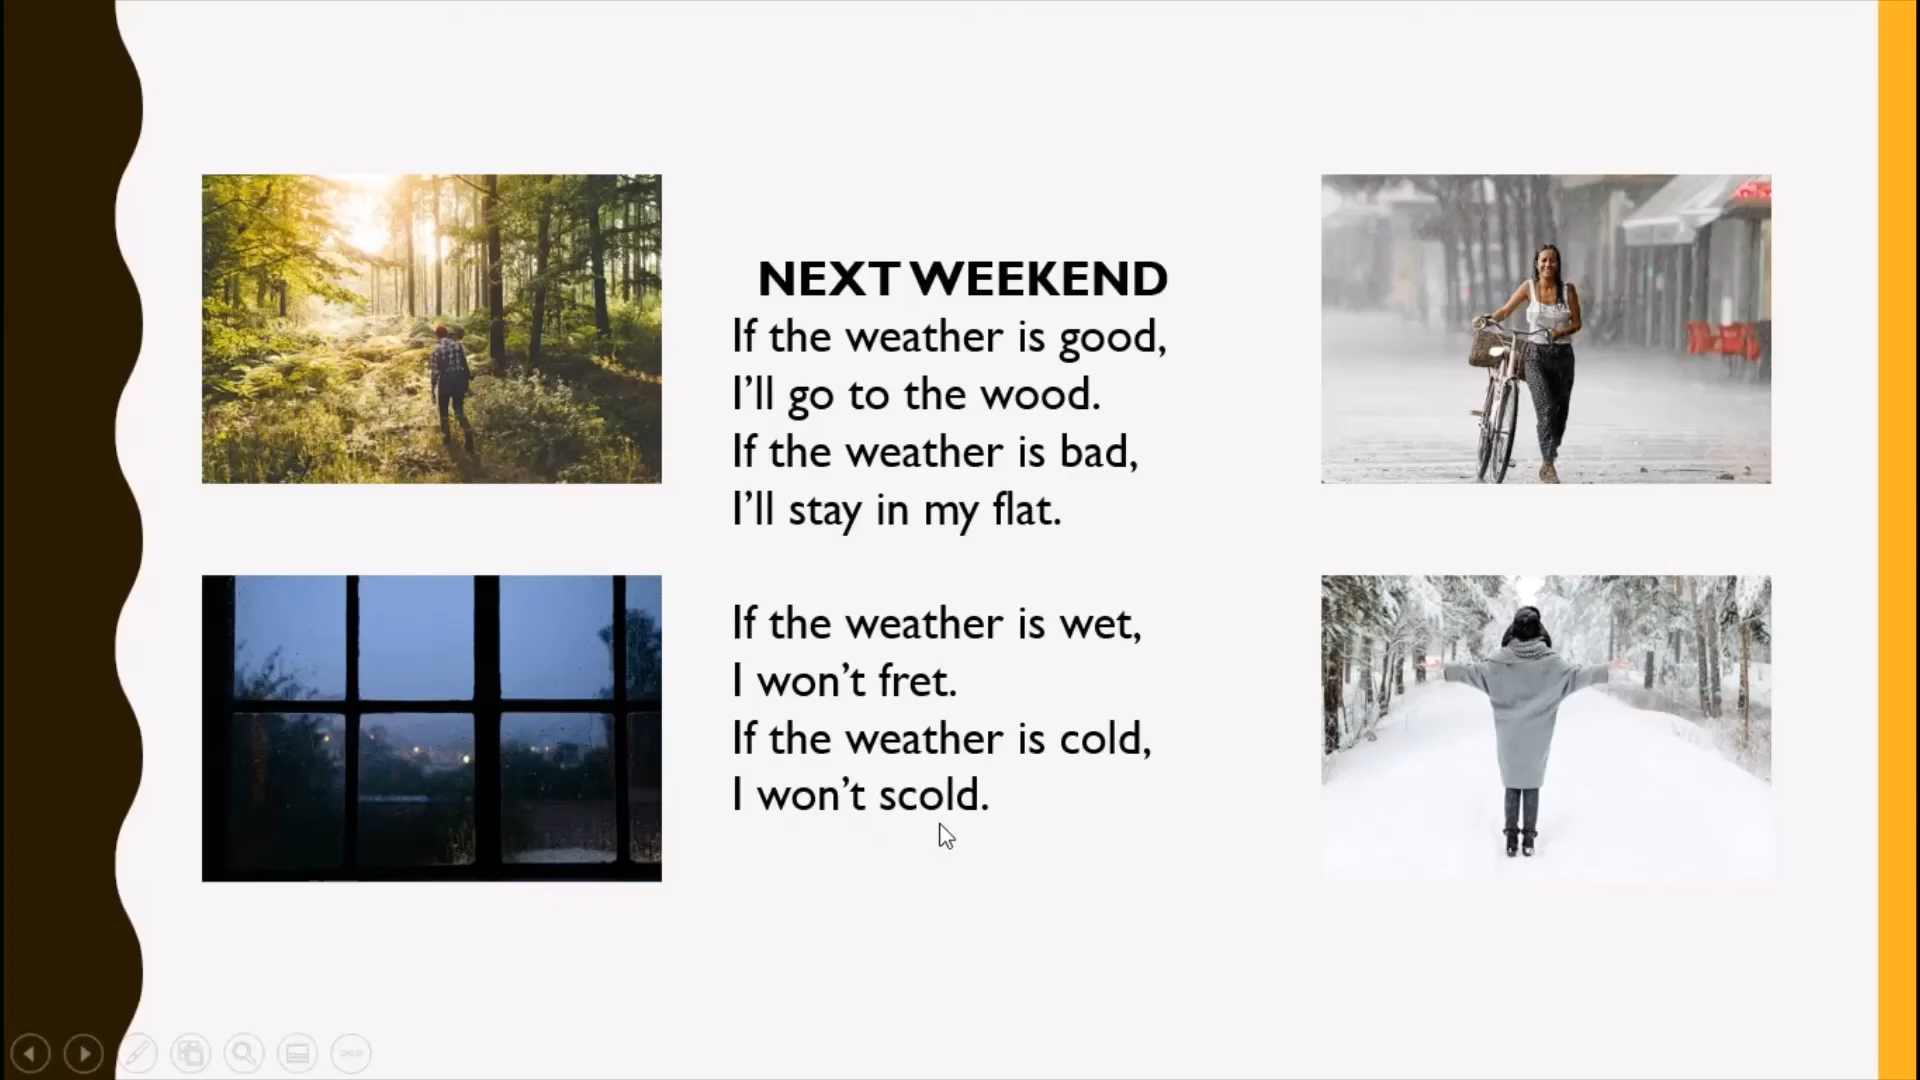 NEXT WEEKEND
If the weather is good,
I’ll go to the wood.
If the weather is bad,
I’ll stay in my flat.
If the weather is wet,
I won’t fret.
If the weather is cold,
I won’t scold.